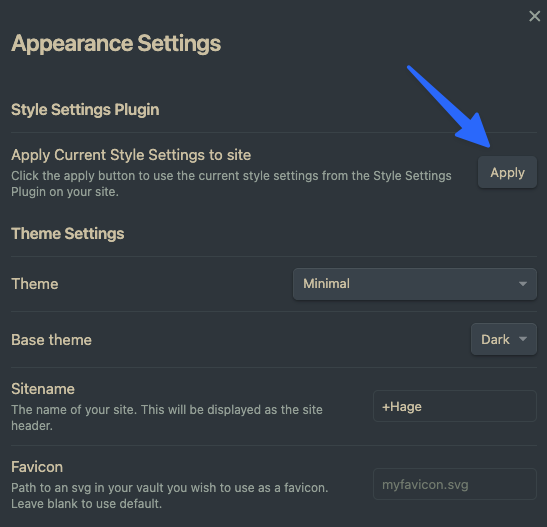 Appearance Settings
Style Settings Plugin
Apply Current Style Settings to site
Click the apply button to use the current style settings from the Style Settings
Plugin on your site.
Apply
Theme Settings
Theme
Minimal
Base theme
Dark
Sitename
The name of your site. This will be displayed as the site
header.
+Hage
Favicon
Path to an svg in your vault you wish to use as a favicon.
Leave blank to use default.
myfavicon.svg